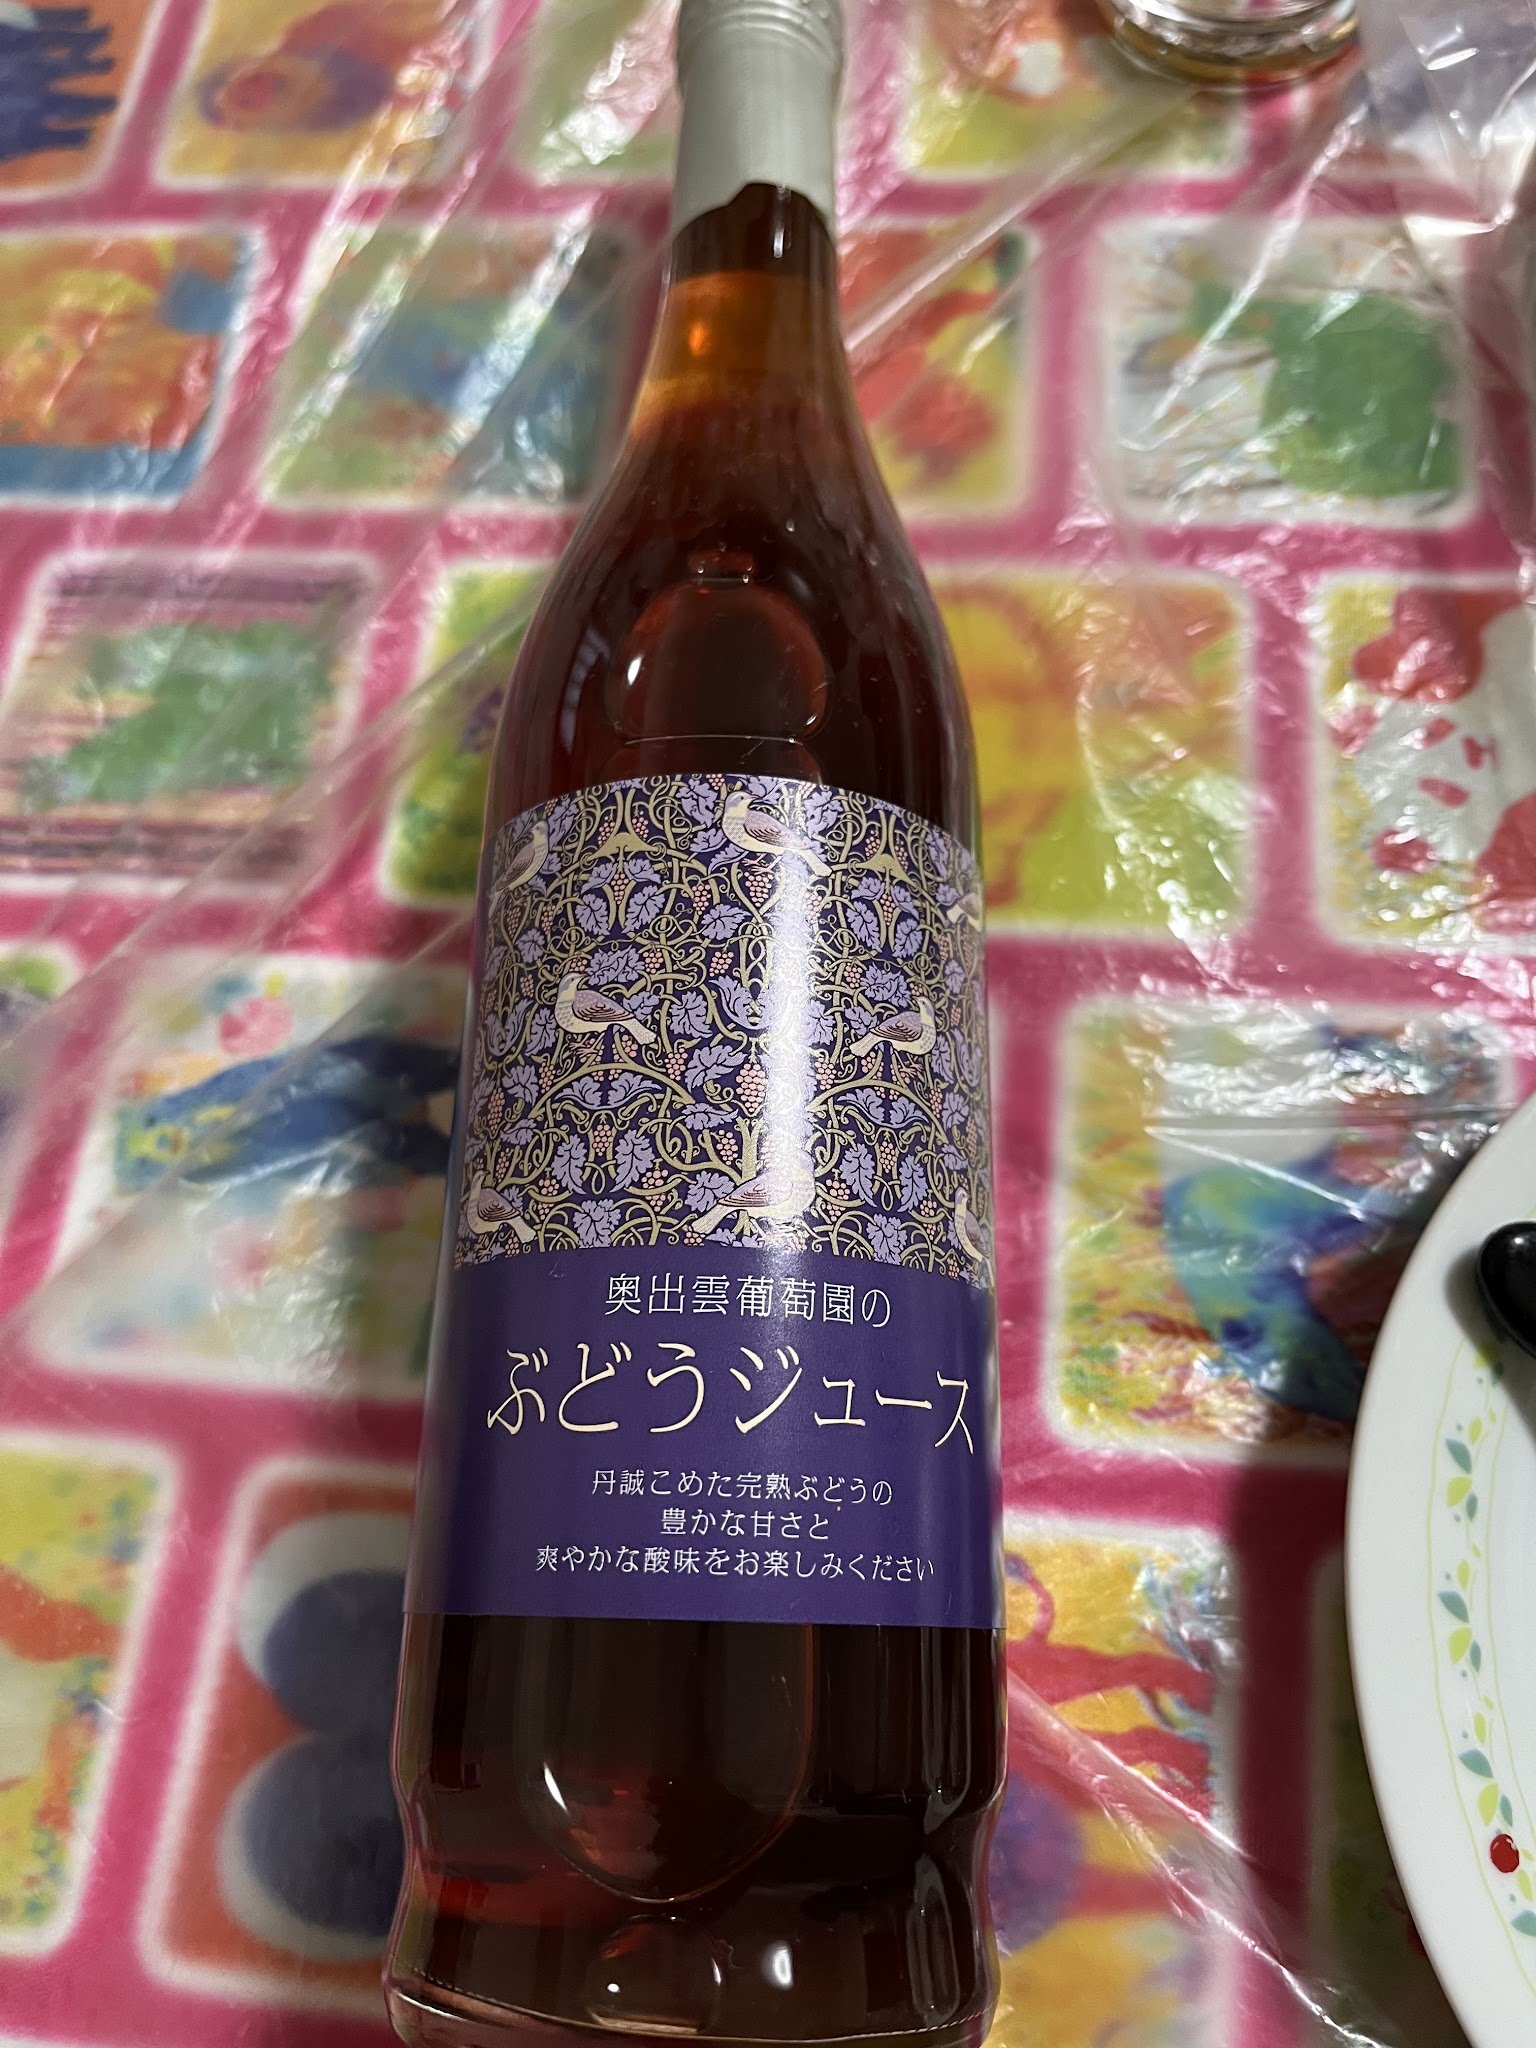 奥出雲葡萄園の
ぶどうジュース
丹誠こめた完熟ぶどうの
豊かな甘さと
爽やかな酸味をお楽しみください